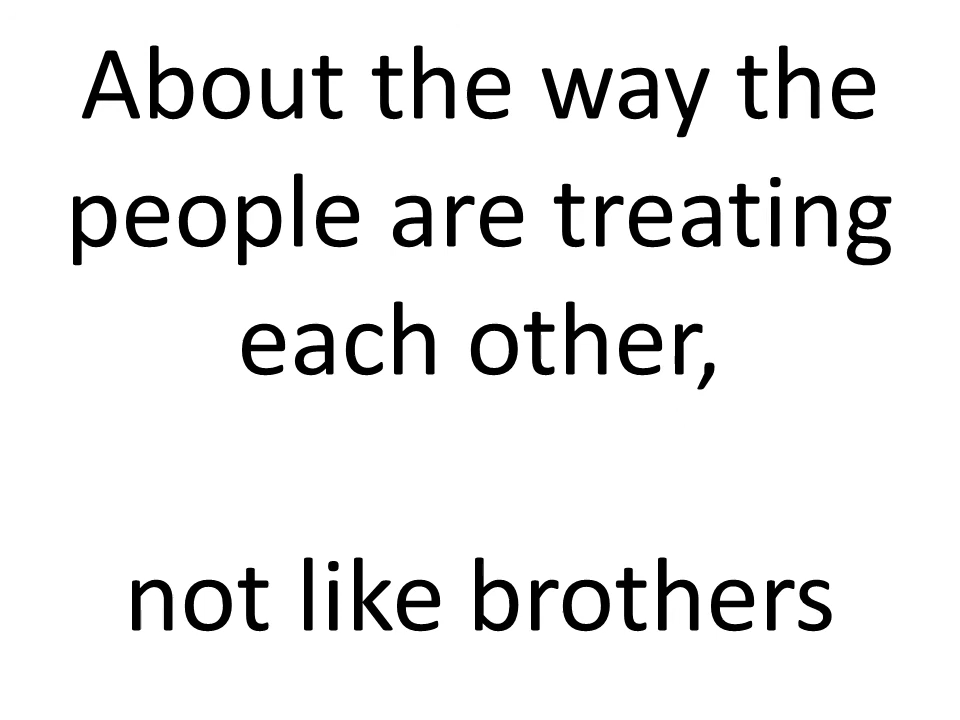 About the way the
people are treating
each other,
not like brothers